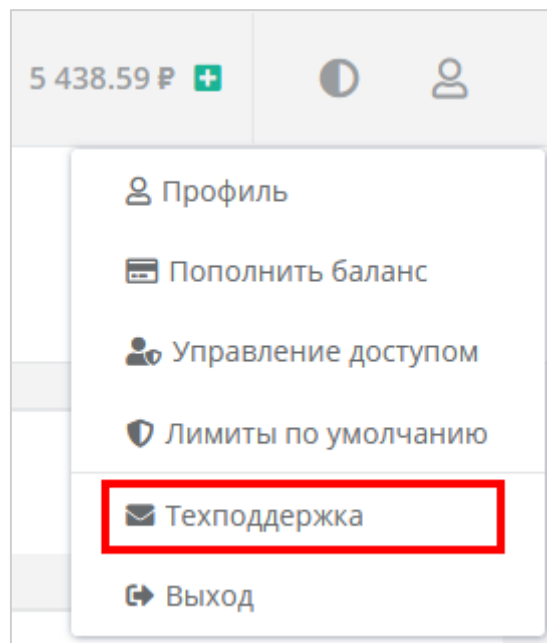 5 438.59 ₽
Профиль
Пополнить баланс
Управление доступом
Лимиты по умолчанию
Техподдержка
Выход